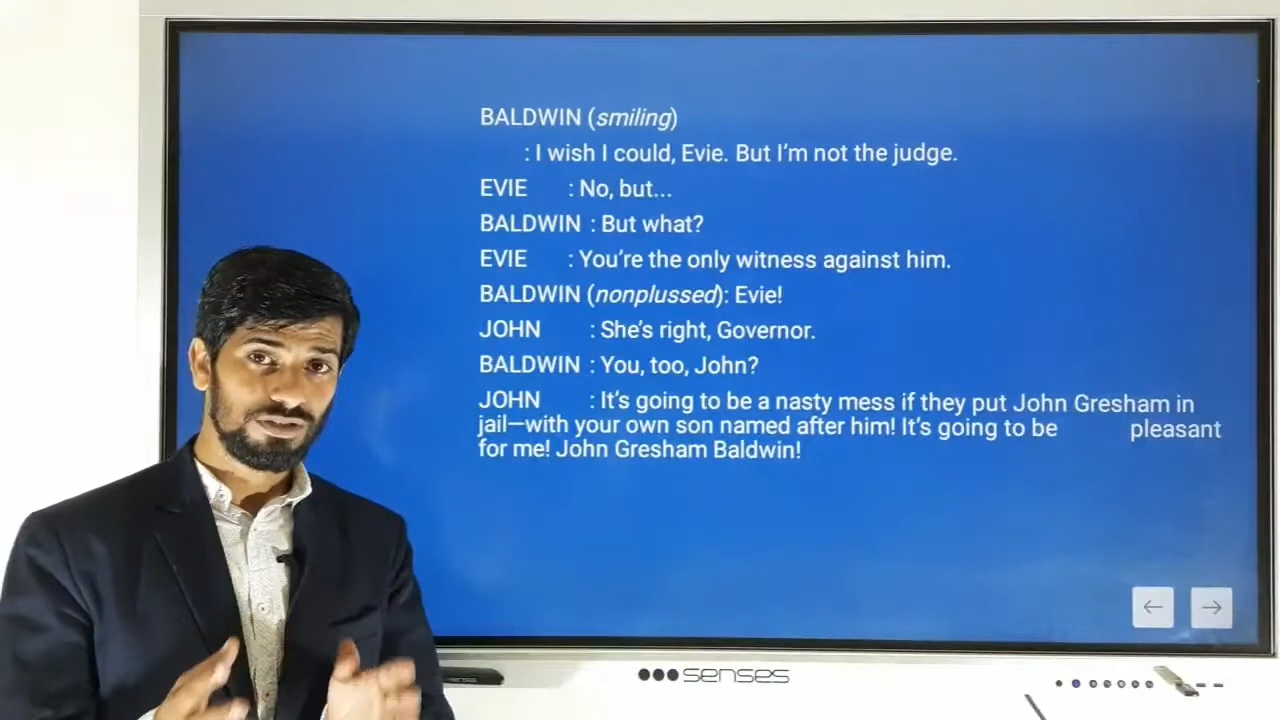 BALDWIN (smiling)
: I wish I could, Evie. But I'm not the judge.
EVIE : No, but...
BALDWIN : But what?
EVIE : You're the only witness against him.
BALDWIN (nonplussed): Evie!
JOHN : She's right, Governor.
BALDWIN : You, too, John?
JOHN : It's going to be a nasty mess if they put John Gresham in
jail—with your own son named after him! It's going to be pleasant
for me! John Gresham Baldwin!
senses